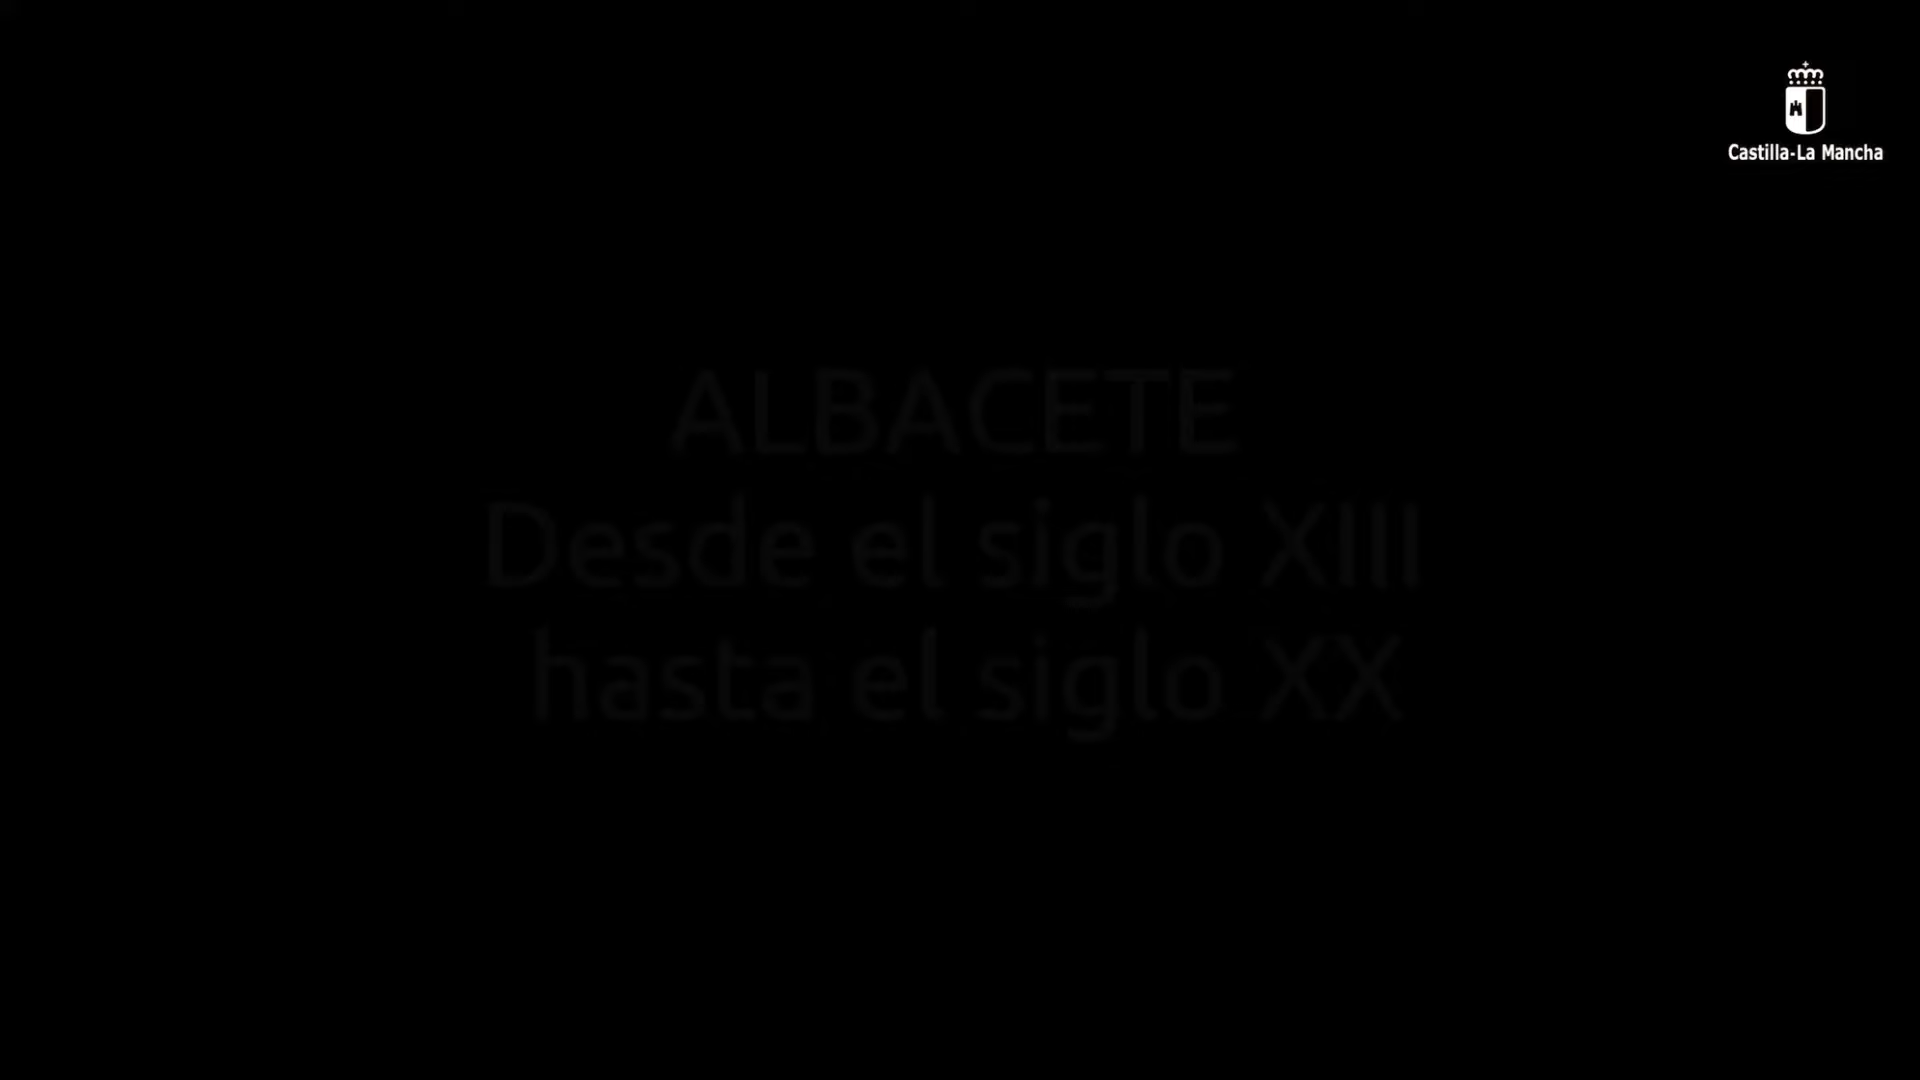 Castilla-La Mancha
ALBACETE
Desde el siglo XIII
hasta el siglo XX